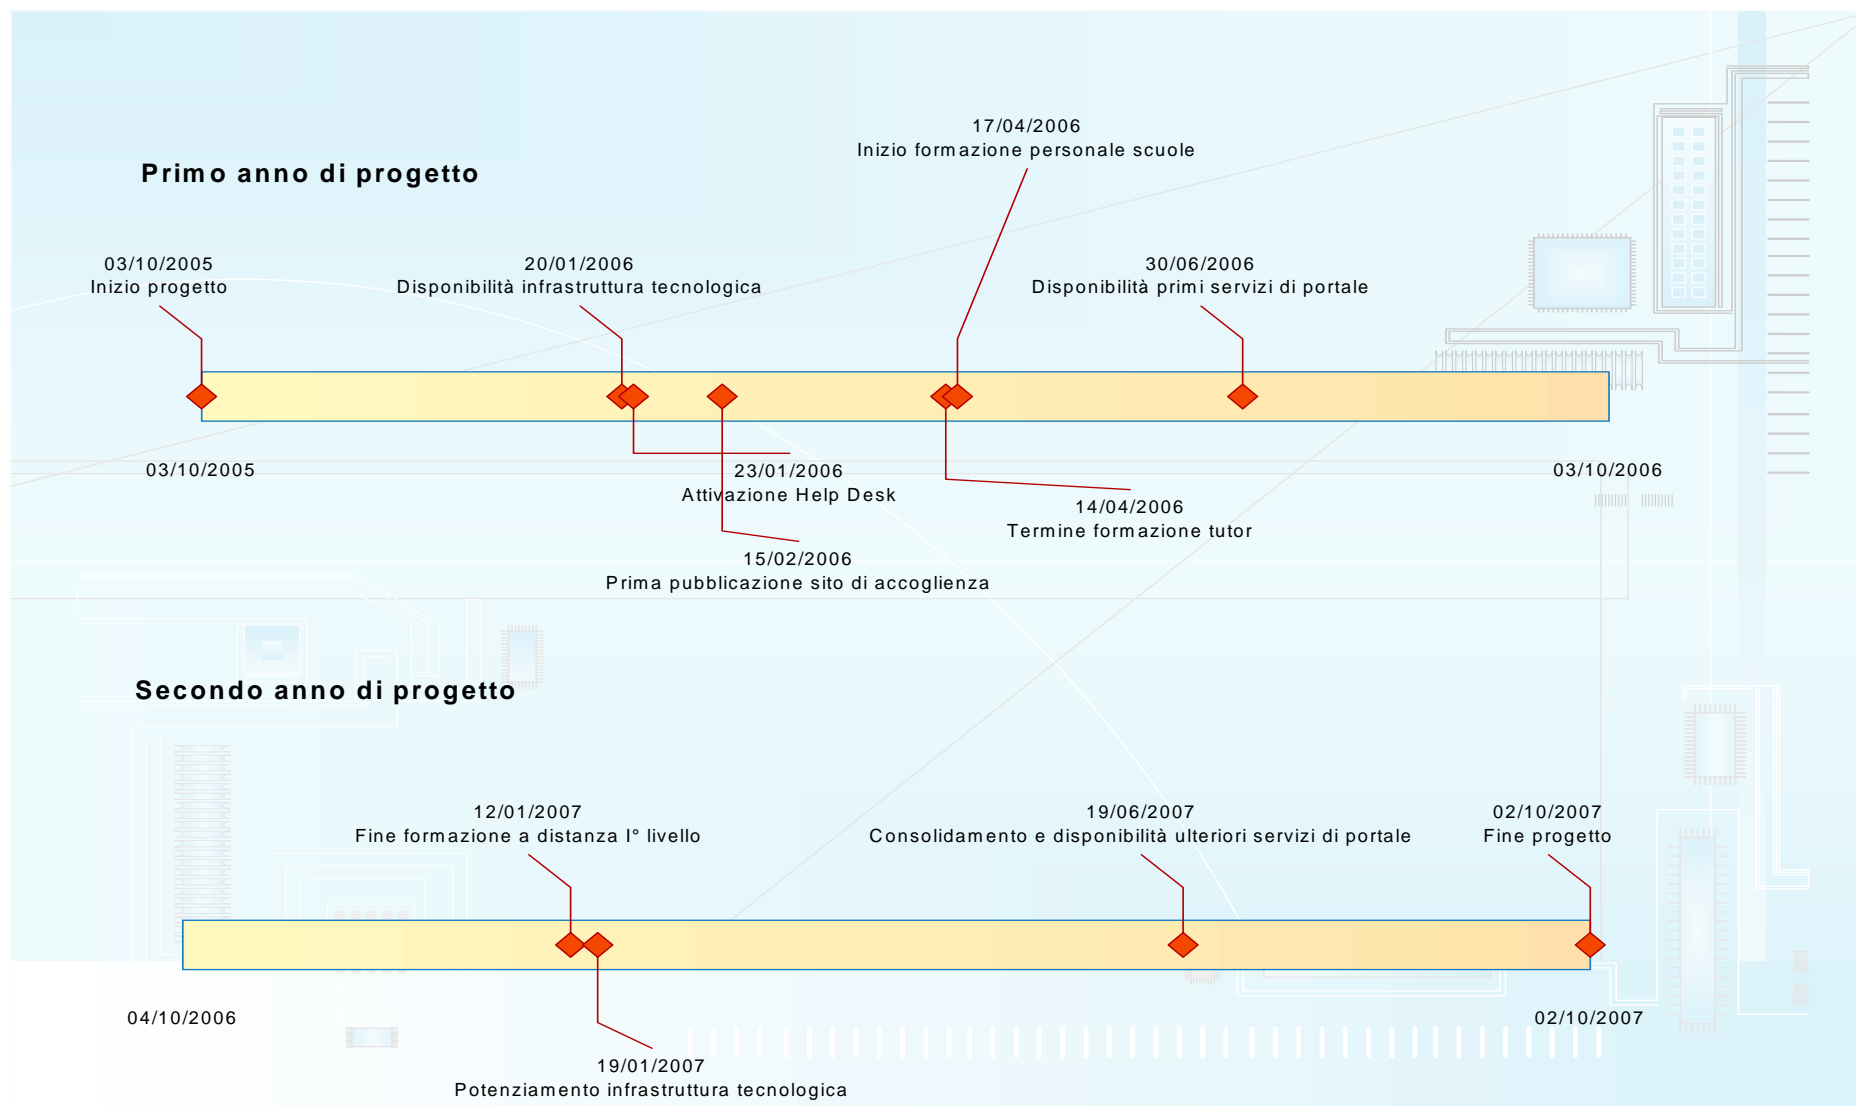 17/04/2006
Inizio formazione personale scuole
Primo anno di progetto
03/10/2005
Inizio progetto
20/01/2006
Disponibilità infrastruttura tecnologica
30/06/2006
Disponibilità primi servizi di portale
03/10/2005
23/01/2006
Attivazione Help Desk
03/10/2006
14/04/2006
Termine formazione tutor
15/02/2006
Prima pubblicazione sito di accoglienza
Secondo anno di progetto
12/01/2007
Fine formazione a distanza I° livello
19/06/2007
Consolidamento e disponibilità ulteriori servizi di portale
02/10/2007
Fine progetto
04/10/2006
02/10/2007
19/01/2007
Potenziamento infrastruttura tecnologica